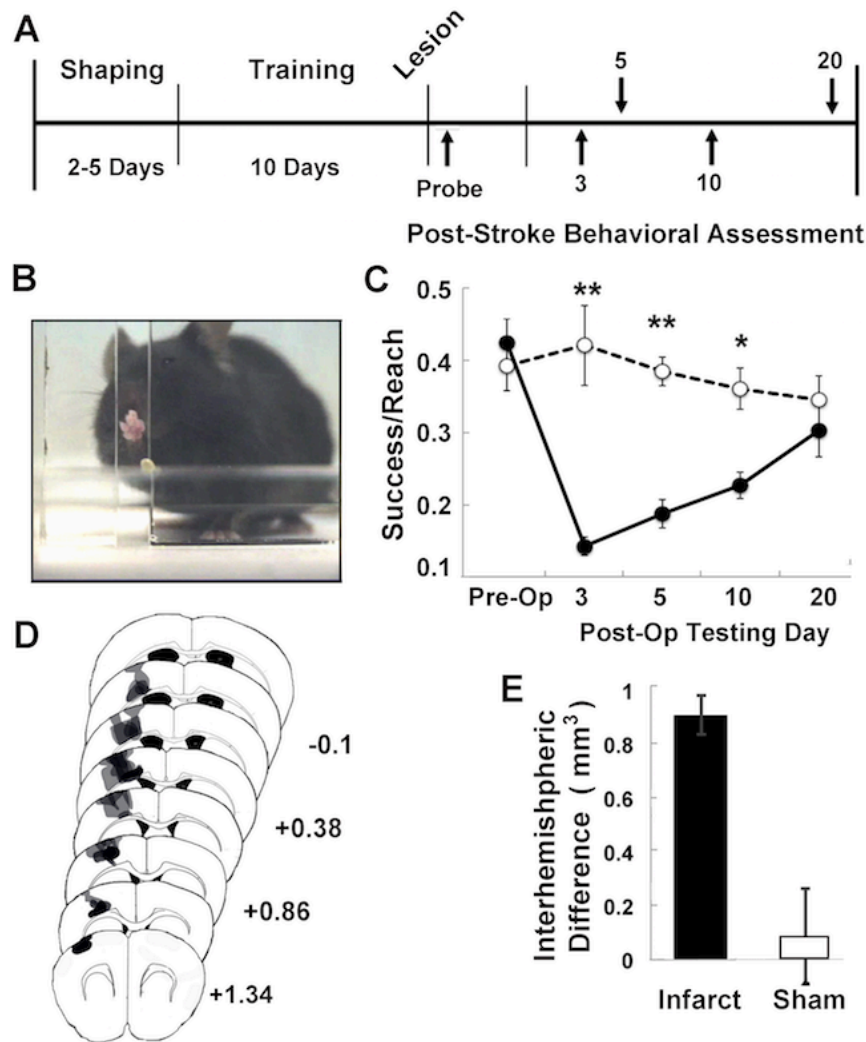 A
Shaping
Training
Lesion
5
20
2-5 Days
10 Days
Probe
3
10
Post-Stroke Behavioral Assessment
B
C
0.5
0.4
0.3
0.2
0.1
Success/Reach
**
**
*
Pre-Op 3 5 10 20
Post-Op Testing Day
D
-0.1
+0.38
+0.86
+1.34
E
1
0.8
0.6
0.4
0.2
0
Interhemishpheric
Difference ( mm³ )
Infarct Sham